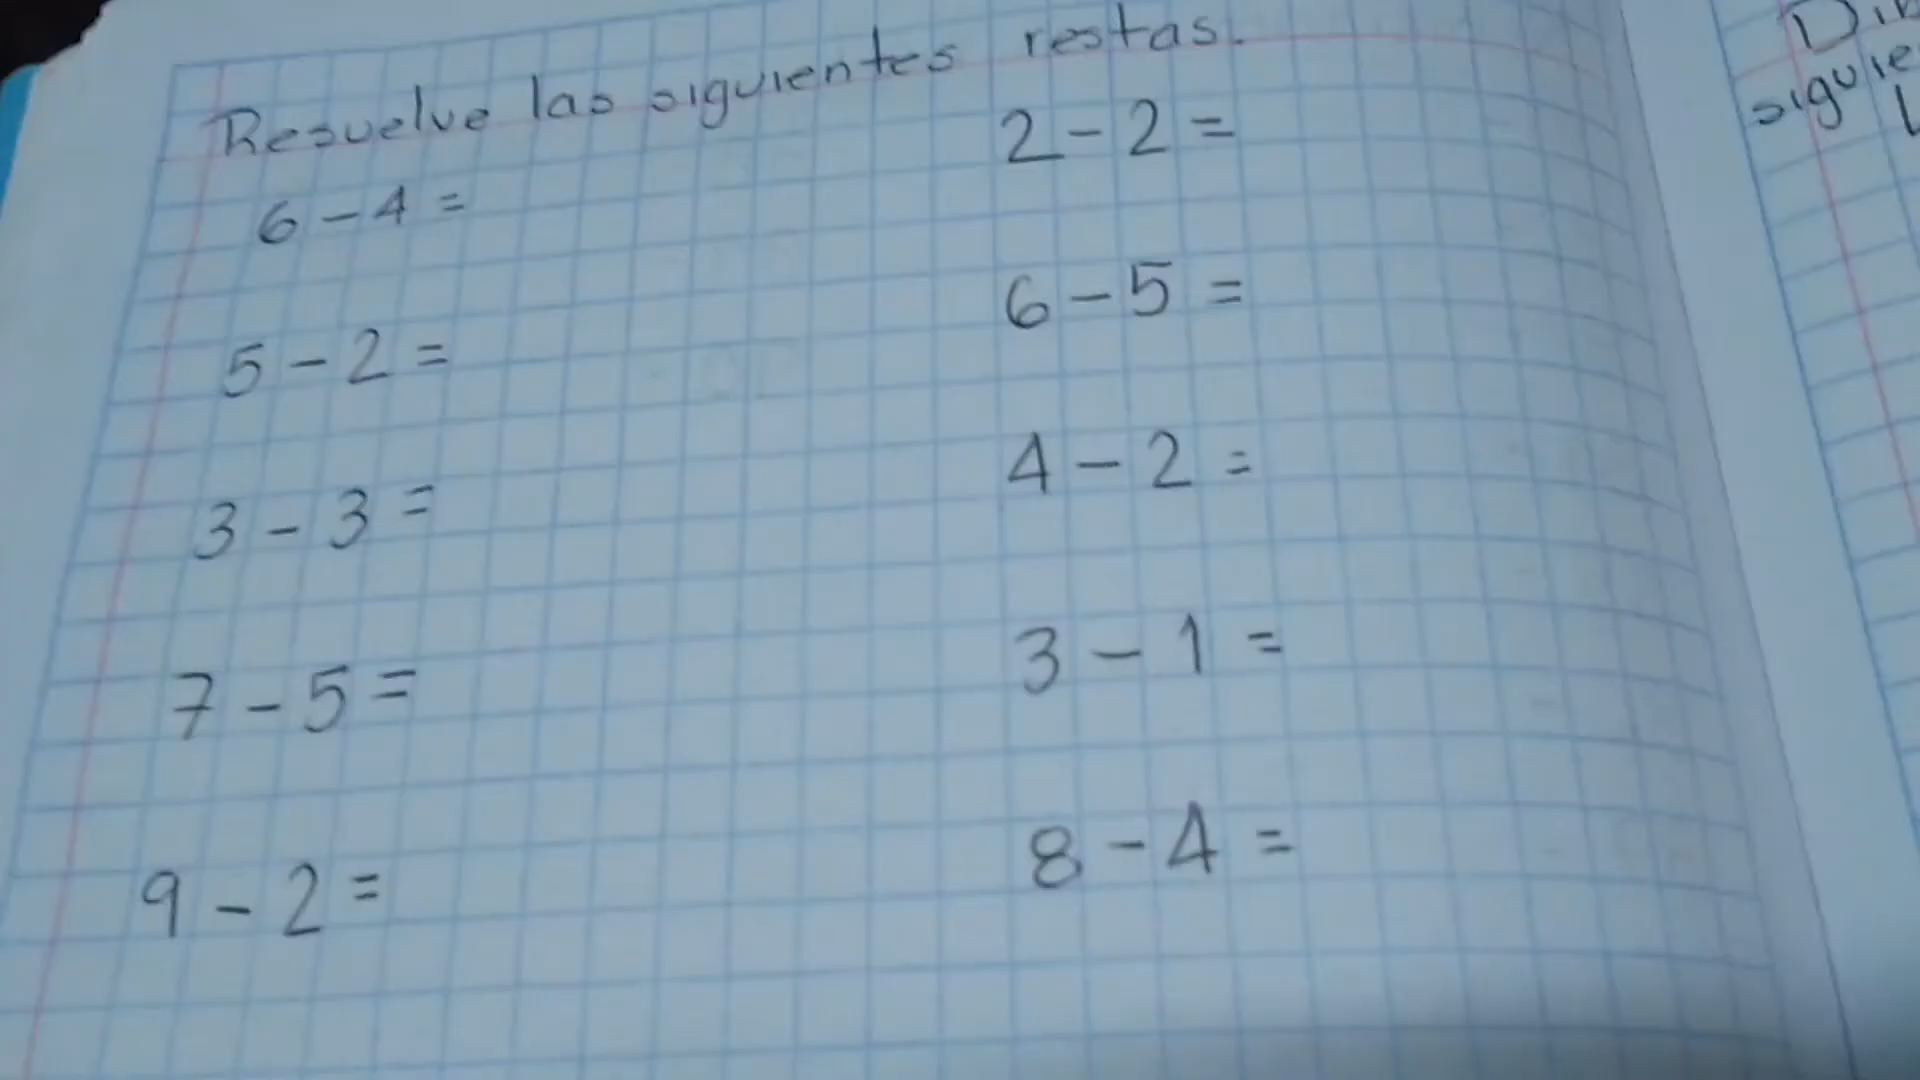 Resuelve las siguientes restas.
6 - 4 =
5 - 2 =
3 - 3 =
7 - 5 =
9 - 2 =
2 - 2 =
6 - 5 =
4 - 2 =
3 - 1 =
8 - 4 =